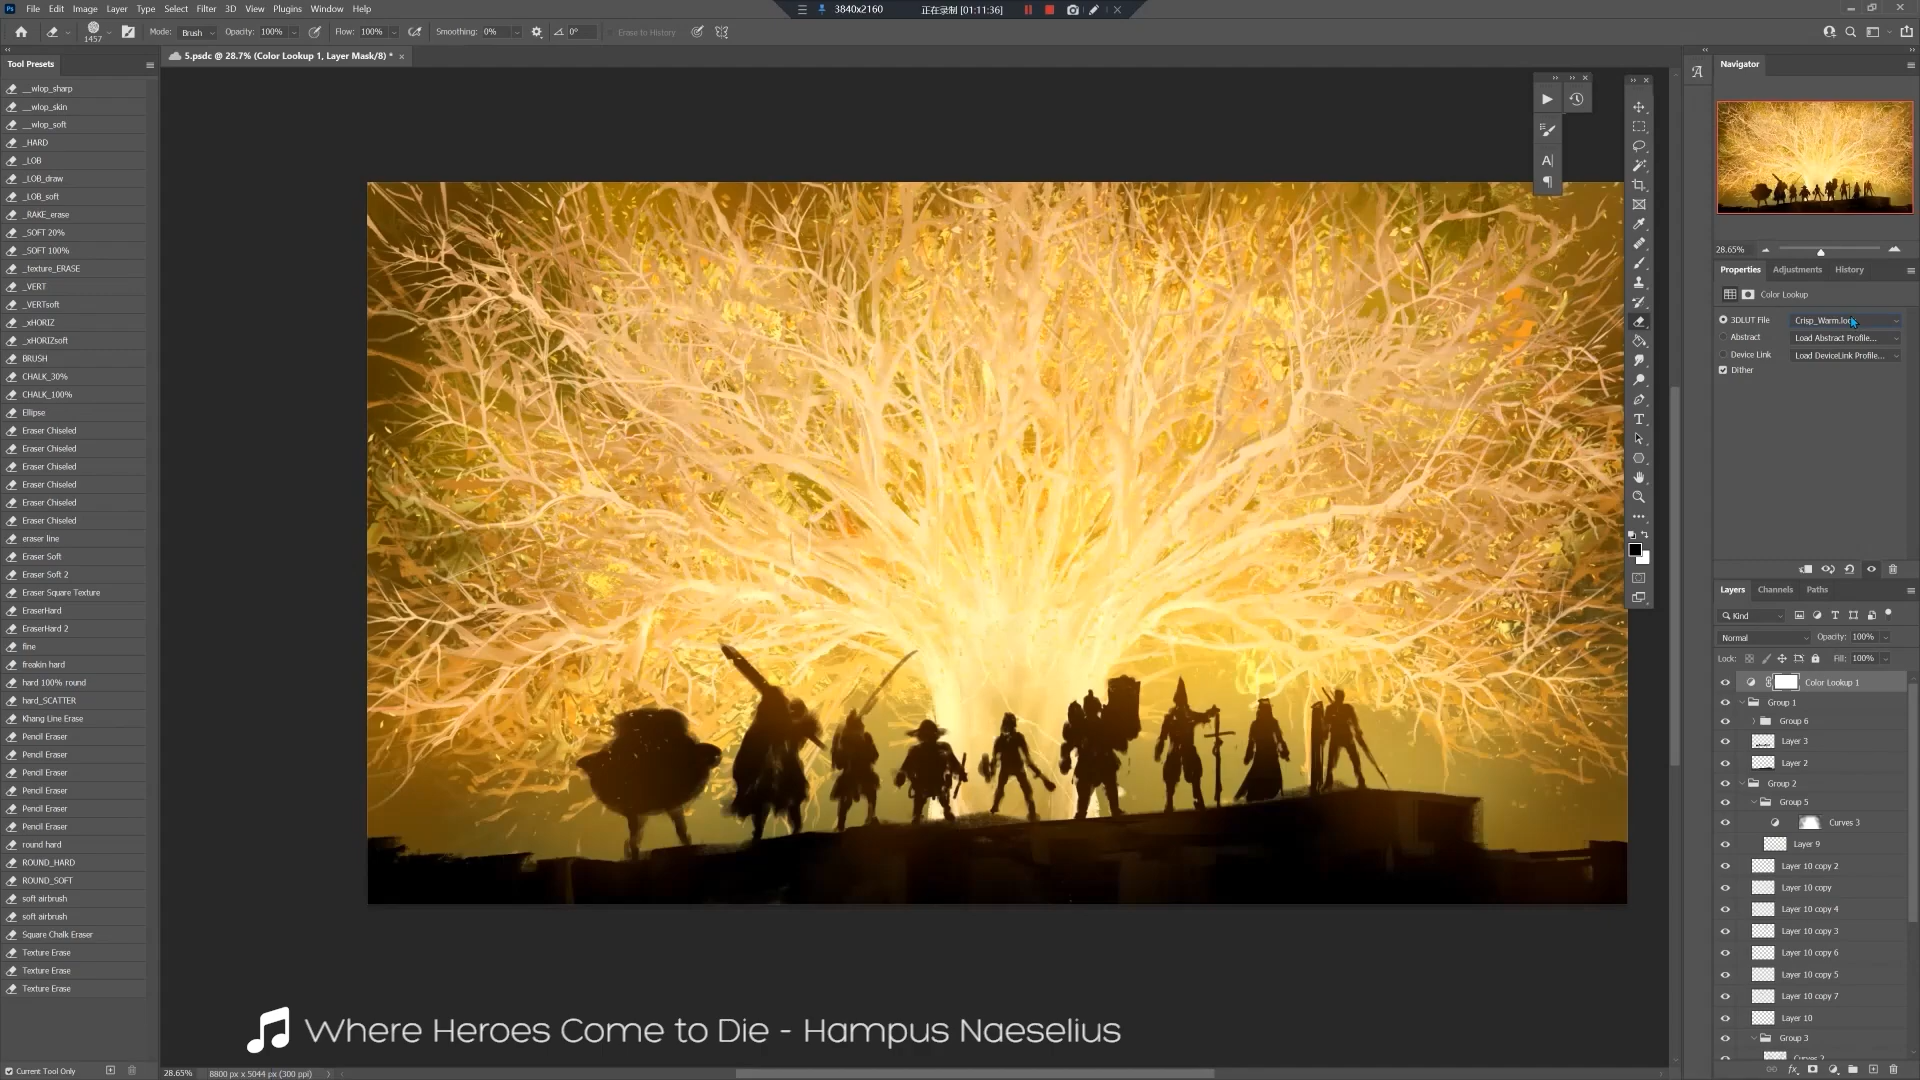 Ps File Edit Image Layer Type Select Filter 3D View Plugins Window Help
3840x2160 正在录制 [01:11:36]
1457 Mode: Brush Opacity: 100% Flow: 100% Smoothing: 0% 0° Erase to History
5.psdc @ 28.7% (Color Lookup 1, Layer Mask/8) *
Tool Presets
__wlop_sharp
__wlop_skin
__wlop_soft
_HARD
_LOB
_LOB_draw
_LOB_soft
_RAKE_erase
_SOFT 20%
_SOFT 100%
_texture_ERASE
_VERT
_VERTsoft
_xHORIZ
_xHORIZsoft
BRUSH
CHALK_30%
CHALK_100%
Ellipse
Eraser Chiseled
Eraser Chiseled
Eraser Chiseled
Eraser Chiseled
Eraser Chiseled
Eraser Chiseled
eraser line
Eraser Soft
Eraser Soft 2
Eraser Square Texture
EraserHard
EraserHard 2
fine
freakin hard
hard 100% round
hard_SCATTER
Khang Line Erase
Pencil Eraser
Pencil Eraser
Pencil Eraser
Pencil Eraser
Pencil Eraser
Pencil Eraser
round hard
ROUND_HARD
ROUND_SOFT
soft airbrush
soft airbrush
Square Chalk Eraser
Texture Erase
Texture Erase
Texture Erase
Current Tool Only
Where Heroes Come to Die - Hampus Naeselius
28.65% 8800 px x 5044 px (300 ppi)
Navigator
28.65%
Properties Adjustments History
Color Lookup
3DLUT File Crisp_Warm.look
Abstract Load Abstract Profile...
Device Link Load DeviceLink Profile...
Dither
Layers Channels Paths
Kind
Normal Opacity: 100%
Lock: Fill: 100%
Color Lookup 1
Group 1
Group 6
Layer 3
Layer 2
Group 2
Group 5
Curves 3
Layer 9
Layer 10 copy 2
Layer 10 copy
Layer 10 copy 4
Layer 10 copy 3
Layer 10 copy 6
Layer 10 copy 5
Layer 10 copy 7
Layer 10
Group 3
Curves 2